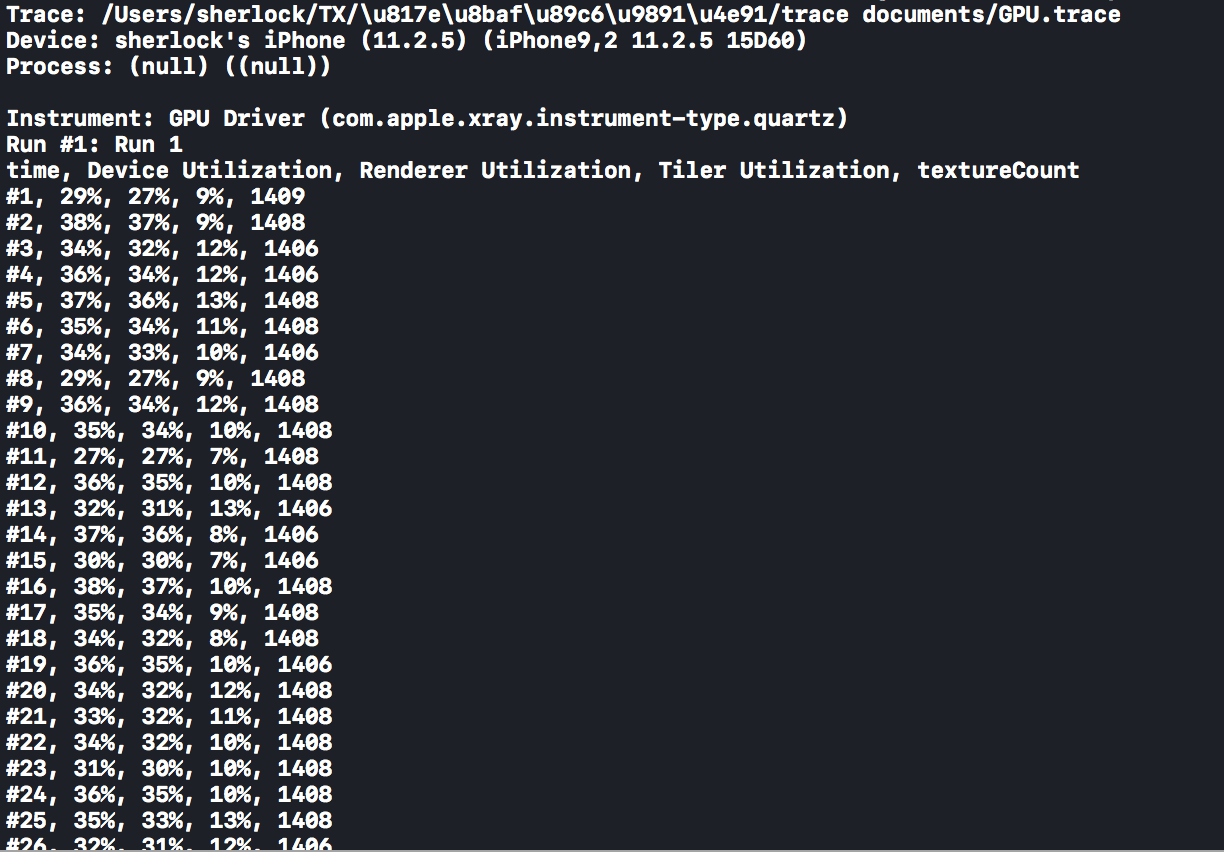 Trace: /Users/sherlock/TX/\u817e\u8baf\u89c6\u9891\u4e91/trace documents/GPU.trace
Device: sherlock's iPhone (11.2.5) (iPhone9,2 11.2.5 15D60)
Process: (null) ((null))
Instrument: GPU Driver (com.apple.xray.instrument-type.quartz)
Run #1: Run 1
time, Device Utilization, Renderer Utilization, Tiler Utilization, textureCount
#1, 29%, 27%, 9%, 1409
#2, 38%, 37%, 9%, 1408
#3, 34%, 32%, 12%, 1406
#4, 36%, 34%, 12%, 1406
#5, 37%, 36%, 13%, 1408
#6, 35%, 34%, 11%, 1408
#7, 34%, 33%, 10%, 1406
#8, 29%, 27%, 9%, 1408
#9, 36%, 34%, 12%, 1408
#10, 35%, 34%, 10%, 1408
#11, 27%, 27%, 7%, 1408
#12, 36%, 35%, 10%, 1408
#13, 32%, 31%, 13%, 1406
#14, 37%, 36%, 8%, 1406
#15, 30%, 30%, 7%, 1406
#16, 38%, 37%, 10%, 1408
#17, 35%, 34%, 9%, 1408
#18, 34%, 32%, 8%, 1408
#19, 36%, 35%, 10%, 1406
#20, 34%, 32%, 12%, 1408
#21, 33%, 32%, 11%, 1408
#22, 34%, 32%, 10%, 1408
#23, 31%, 30%, 10%, 1408
#24, 36%, 35%, 10%, 1408
#25, 35%, 33%, 13%, 1408
#26, 32%, 31%, 12%, 1406